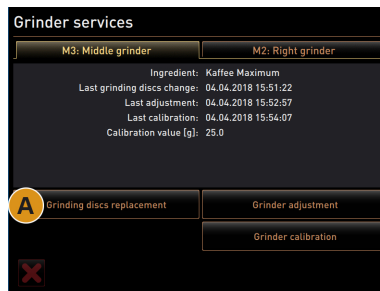 Grinder services
M3: Middle grinder
M2: Right grinder
Ingredient: Kaffee Maximum
Last grinding discs change: 04.04.2018 15:51:22
Last adjustment: 04.04.2018 15:52:57
Last calibration: 04.04.2018 15:54:07
Calibration value [g]: 25.0
A
Grinding discs replacement
Grinder adjustment
Grinder calibration